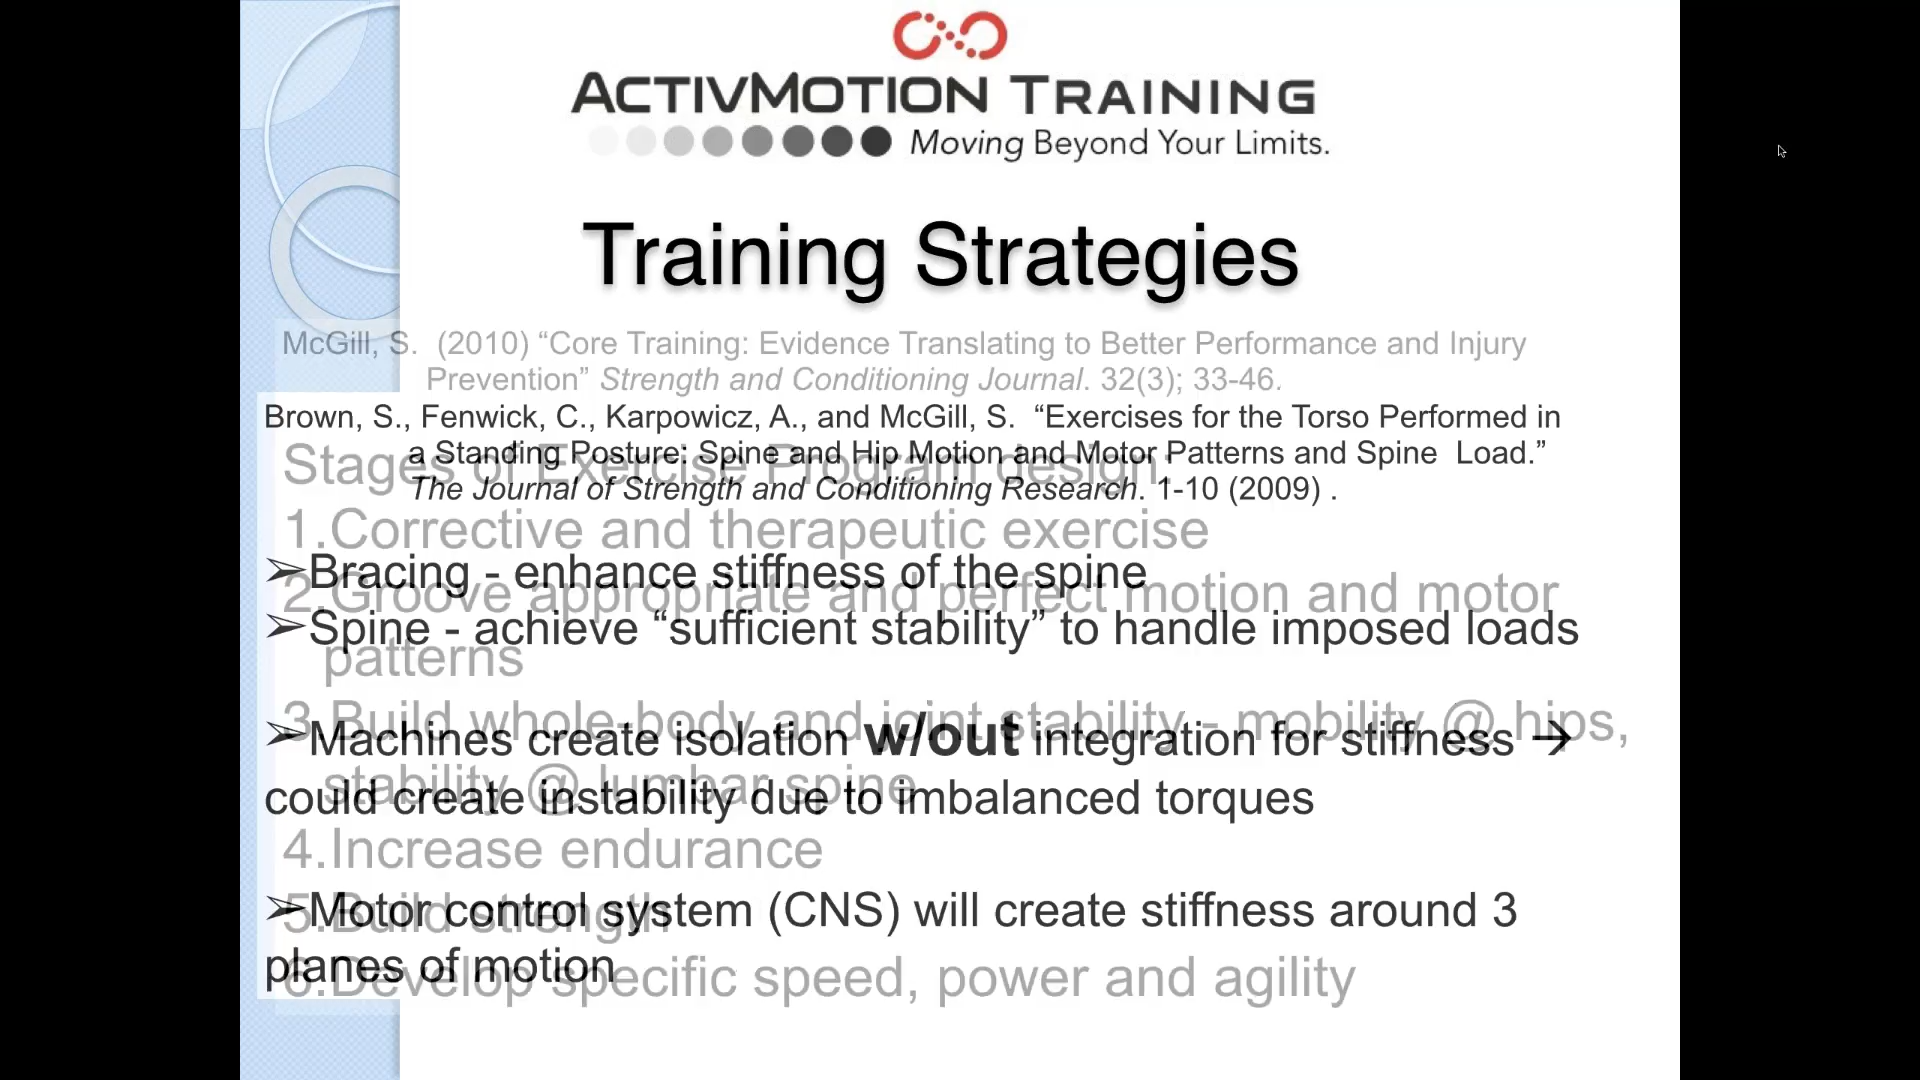 ACTIVMOTION TRAINING
Moving Beyond Your Limits.
Training Strategies
McGill, S. (2010) “Core Training: Evidence Translating to Better Performance and Injury
Prevention” Strength and Conditioning Journal. 32(3); 33-46.
Brown, S., Fenwick, C., Karpowicz, A., and McGill, S. “Exercises for the Torso Performed in
a Standing Posture: Spine and Hip Motion and Motor Patterns and Spine Load.”
The Journal of Strength and Conditioning Research. 1-10 (2009) .
Stages of Exercise Program design:
1.Corrective and therapeutic exercise
➢Bracing - enhance stiffness of the spine
2.Groove appropriate and perfect motion and motor
➢Spine - achieve “sufficient stability” to handle imposed loads
patterns
3.Build whole-body and joint stability - mobility @ hips,
➢Machines create isolation w/out integration for stiffness →
stability @ lumbar spine
could create instability due to imbalanced torques
4.Increase endurance
➢Motor control system (CNS) will create stiffness around 3
5.Build strength
planes of motion
6.Develop specific speed, power and agility